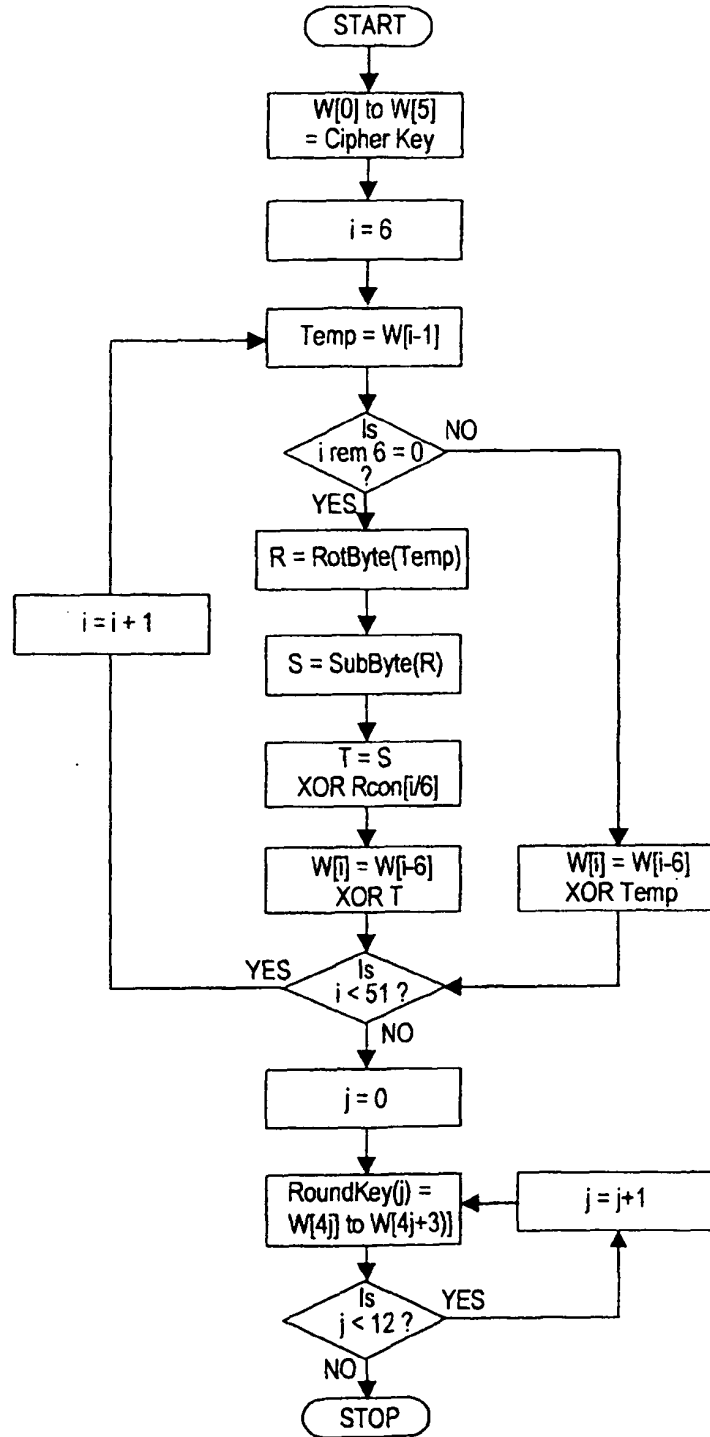 START
W[0] to W[5]
= Cipher Key
i = 6
Temp = W[i-1]
Is
i rem 6 = 0
?
NO
YES
R = RotByte(Temp)
i = i + 1
S = SubByte(R)
T = S
XOR Rcon[i/6]
W[i] = W[i-6]
XOR T
W[i] = W[i-6]
XOR Temp
YES
Is
i < 51 ?
NO
j = 0
RoundKey(j) =
W[4j] to W[4j+3)]
j = j+1
Is
j < 12 ?
YES
NO
STOP